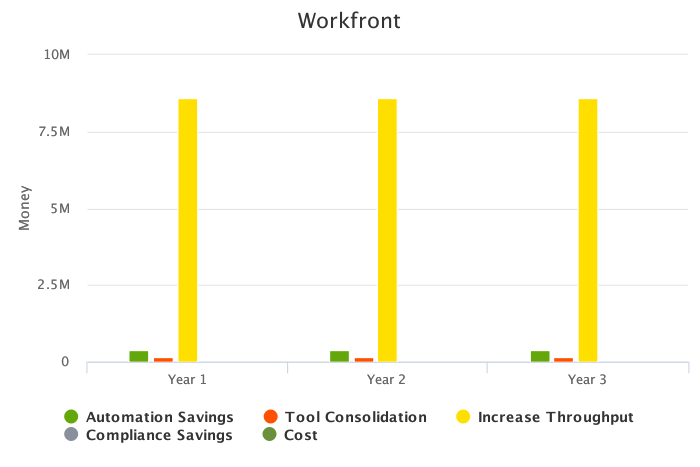 Workfront
10M
7.5M
5M
2.5M
0
Money
Year 1 Year 2 Year 3
Automation Savings Tool Consolidation Increase Throughput
Compliance Savings Cost